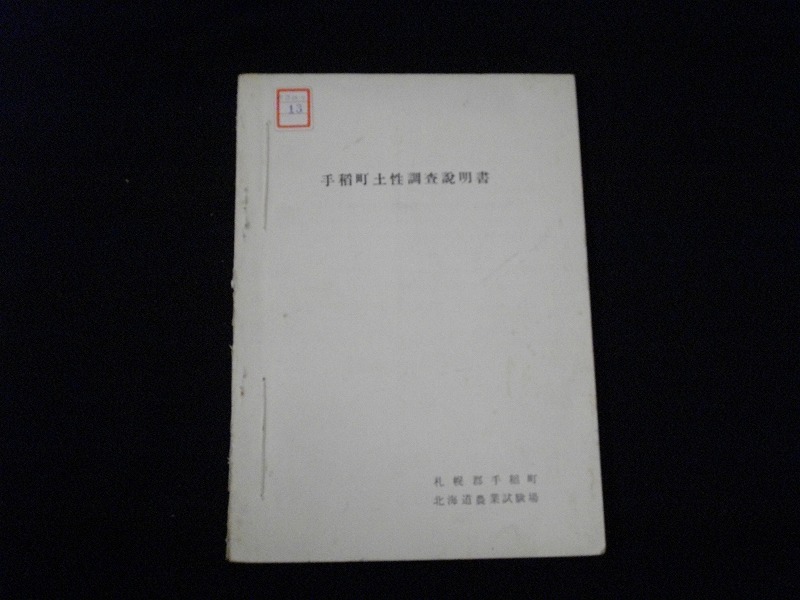 13
手稲町土性調査説明書
札幌郡手稲町
北海道農業試験場